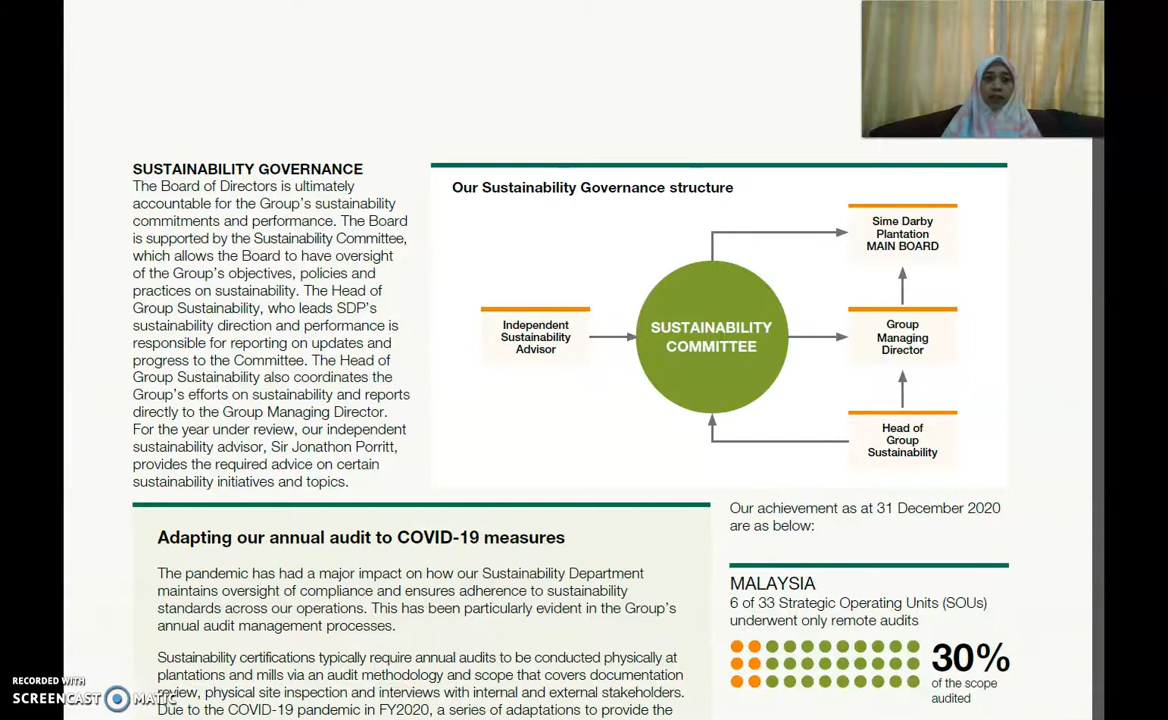 SUSTAINABILITY GOVERNANCE
The Board of Directors is ultimately
accountable for the Group's sustainability
commitments and performance. The Board
is supported by the Sustainability Committee,
which allows the Board to have oversight
of the Group's objectives, policies and
practices on sustainability. The Head of
Group Sustainability, who leads SDP's
sustainability direction and performance is
responsible for reporting on updates and
progress to the Committee. The Head of
Group Sustainability also coordinates the
Group's efforts on sustainability and reports
directly to the Group Managing Director.
For the year under review, our independent
sustainability advisor, Sir Jonathon Porritt,
provides the required advice on certain
sustainability initiatives and topics.
Our Sustainability Governance structure
Sime Darby
Plantation
MAIN BOARD
Independent
Sustainability
Advisor
SUSTAINABILITY
COMMITTEE
Group
Managing
Director
Head of
Group
Sustainability
Adapting our annual audit to COVID-19 measures
The pandemic has had a major impact on how our Sustainability Department
maintains oversight of compliance and ensures adherence to sustainability
standards across our operations. This has been particularly evident in the Group's
annual audit management processes.
Sustainability certifications typically require annual audits to be conducted physically at
plantations and mills via an audit methodology and scope that covers documentation
review, physical site inspection and interviews with internal and external stakeholders.
Due to the COVID-19 pandemic in FY2020, a series of adaptations to provide the
Our achievement as at 31 December 2020
are as below:
MALAYSIA
6 of 33 Strategic Operating Units (SOUs)
underwent only remote audits
30%
of the scope
audited
RECORDED WITH
SCREENCAST MATIC